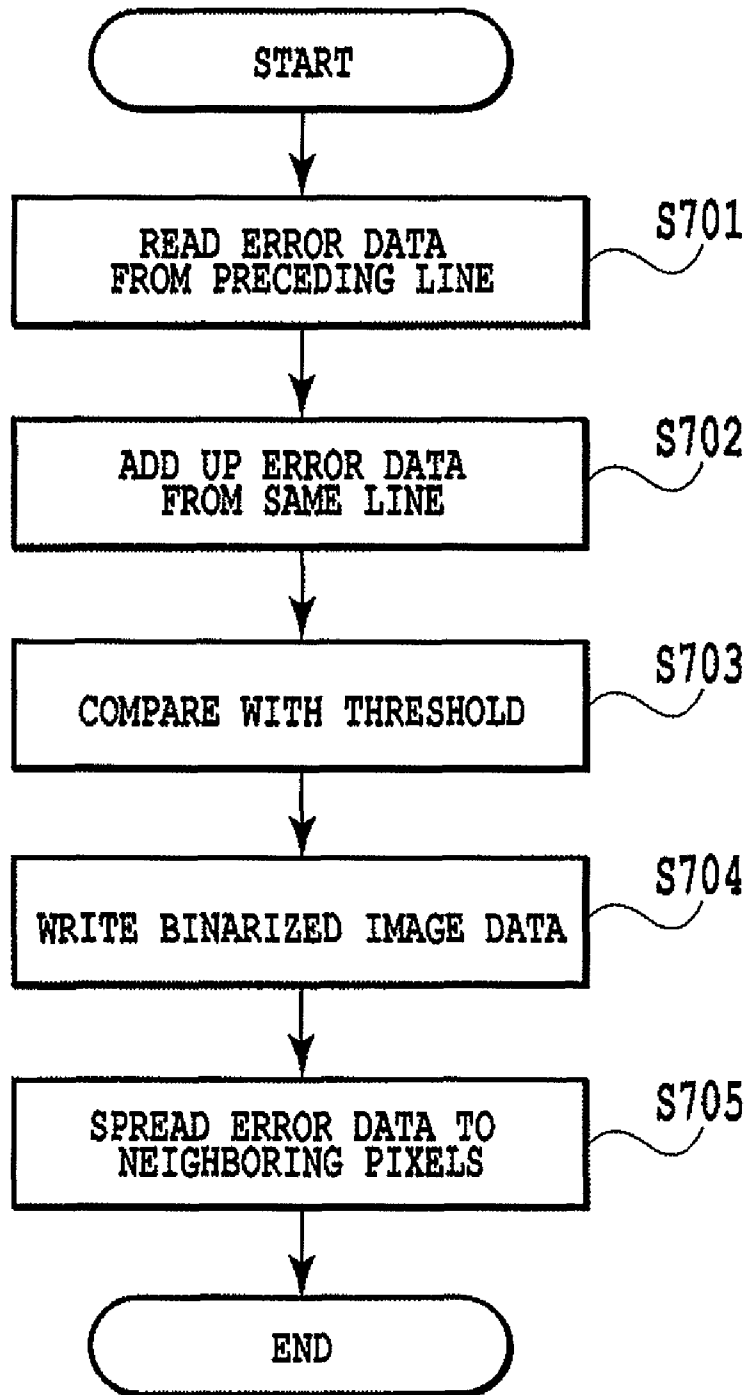 START
READ ERROR DATA
FROM PRECEDING LINE
S701
ADD UP ERROR DATA
FROM SAME LINE
S702
COMPARE WITH THRESHOLD
S703
WRITE BINARIZED IMAGE DATA
S704
SPREAD ERROR DATA TO
NEIGHBORING PIXELS
S705
END